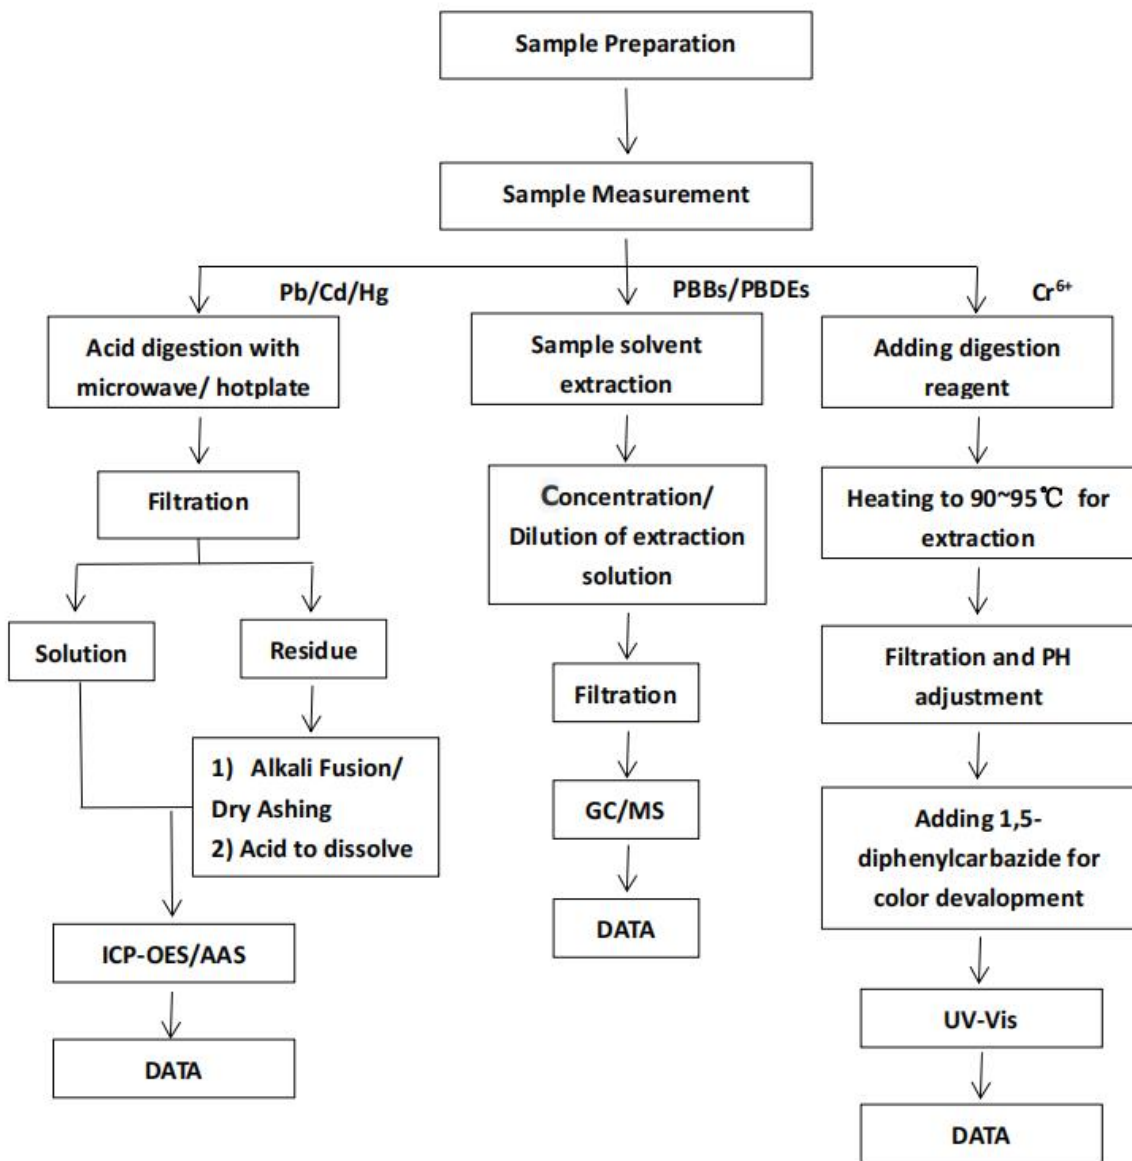 Sample Preparation
Sample Measurement
Pb/Cd/Hg
PBBs/PBDEs
Cr⁶⁺
Acid digestion with
microwave/ hotplate
Filtration
Solution
Residue
1) Alkali Fusion/
Dry Ashing
2) Acid to dissolve
ICP-OES/AAS
DATA
Sample solvent
extraction
Concentration/
Dilution of extraction
solution
Filtration
GC/MS
DATA
Adding digestion
reagent
Heating to 90~95℃ for
extraction
Filtration and PH
adjustment
Adding 1,5-
diphenylcarbazide for
color devalopment
UV-Vis
DATA